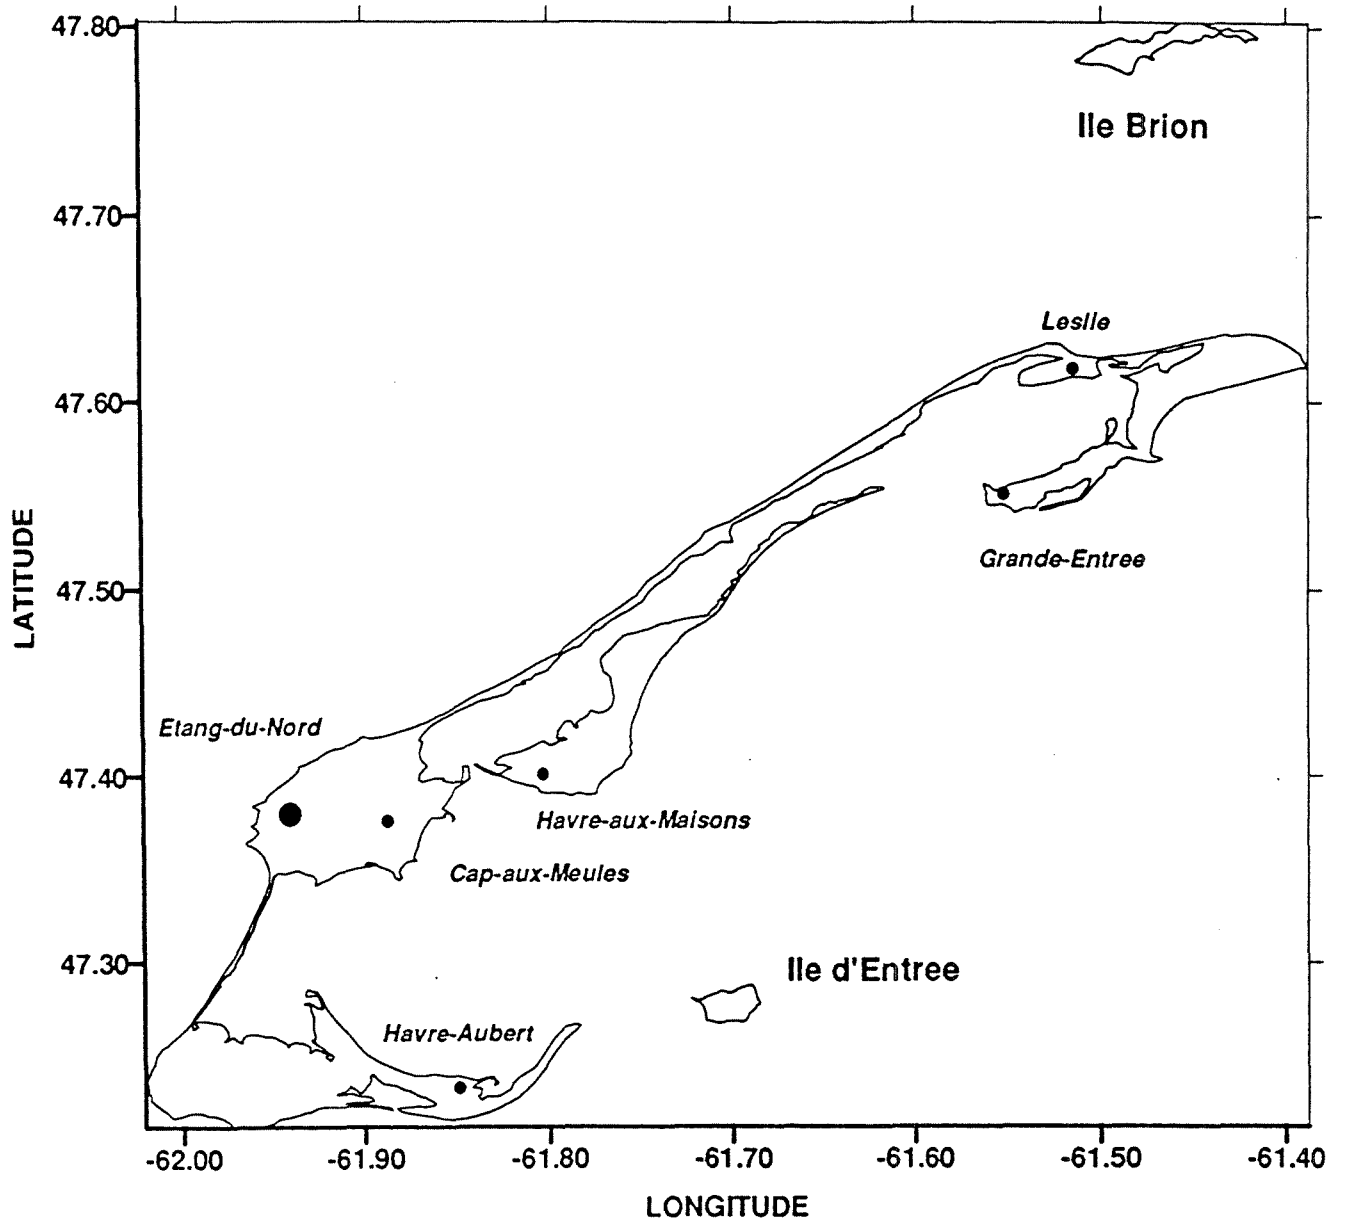 47.80
Ile Brion
47.70
Leslie
47.60
Grande-Entree
LATITUDE
47.50
Etang-du-Nord
47.40
Havre-aux-Maisons
Cap-aux-Meules
47.30
Ile d'Entree
Havre-Aubert
-62.00 -61.90 -61.80 -61.70 -61.60 -61.50 -61.40
LONGITUDE